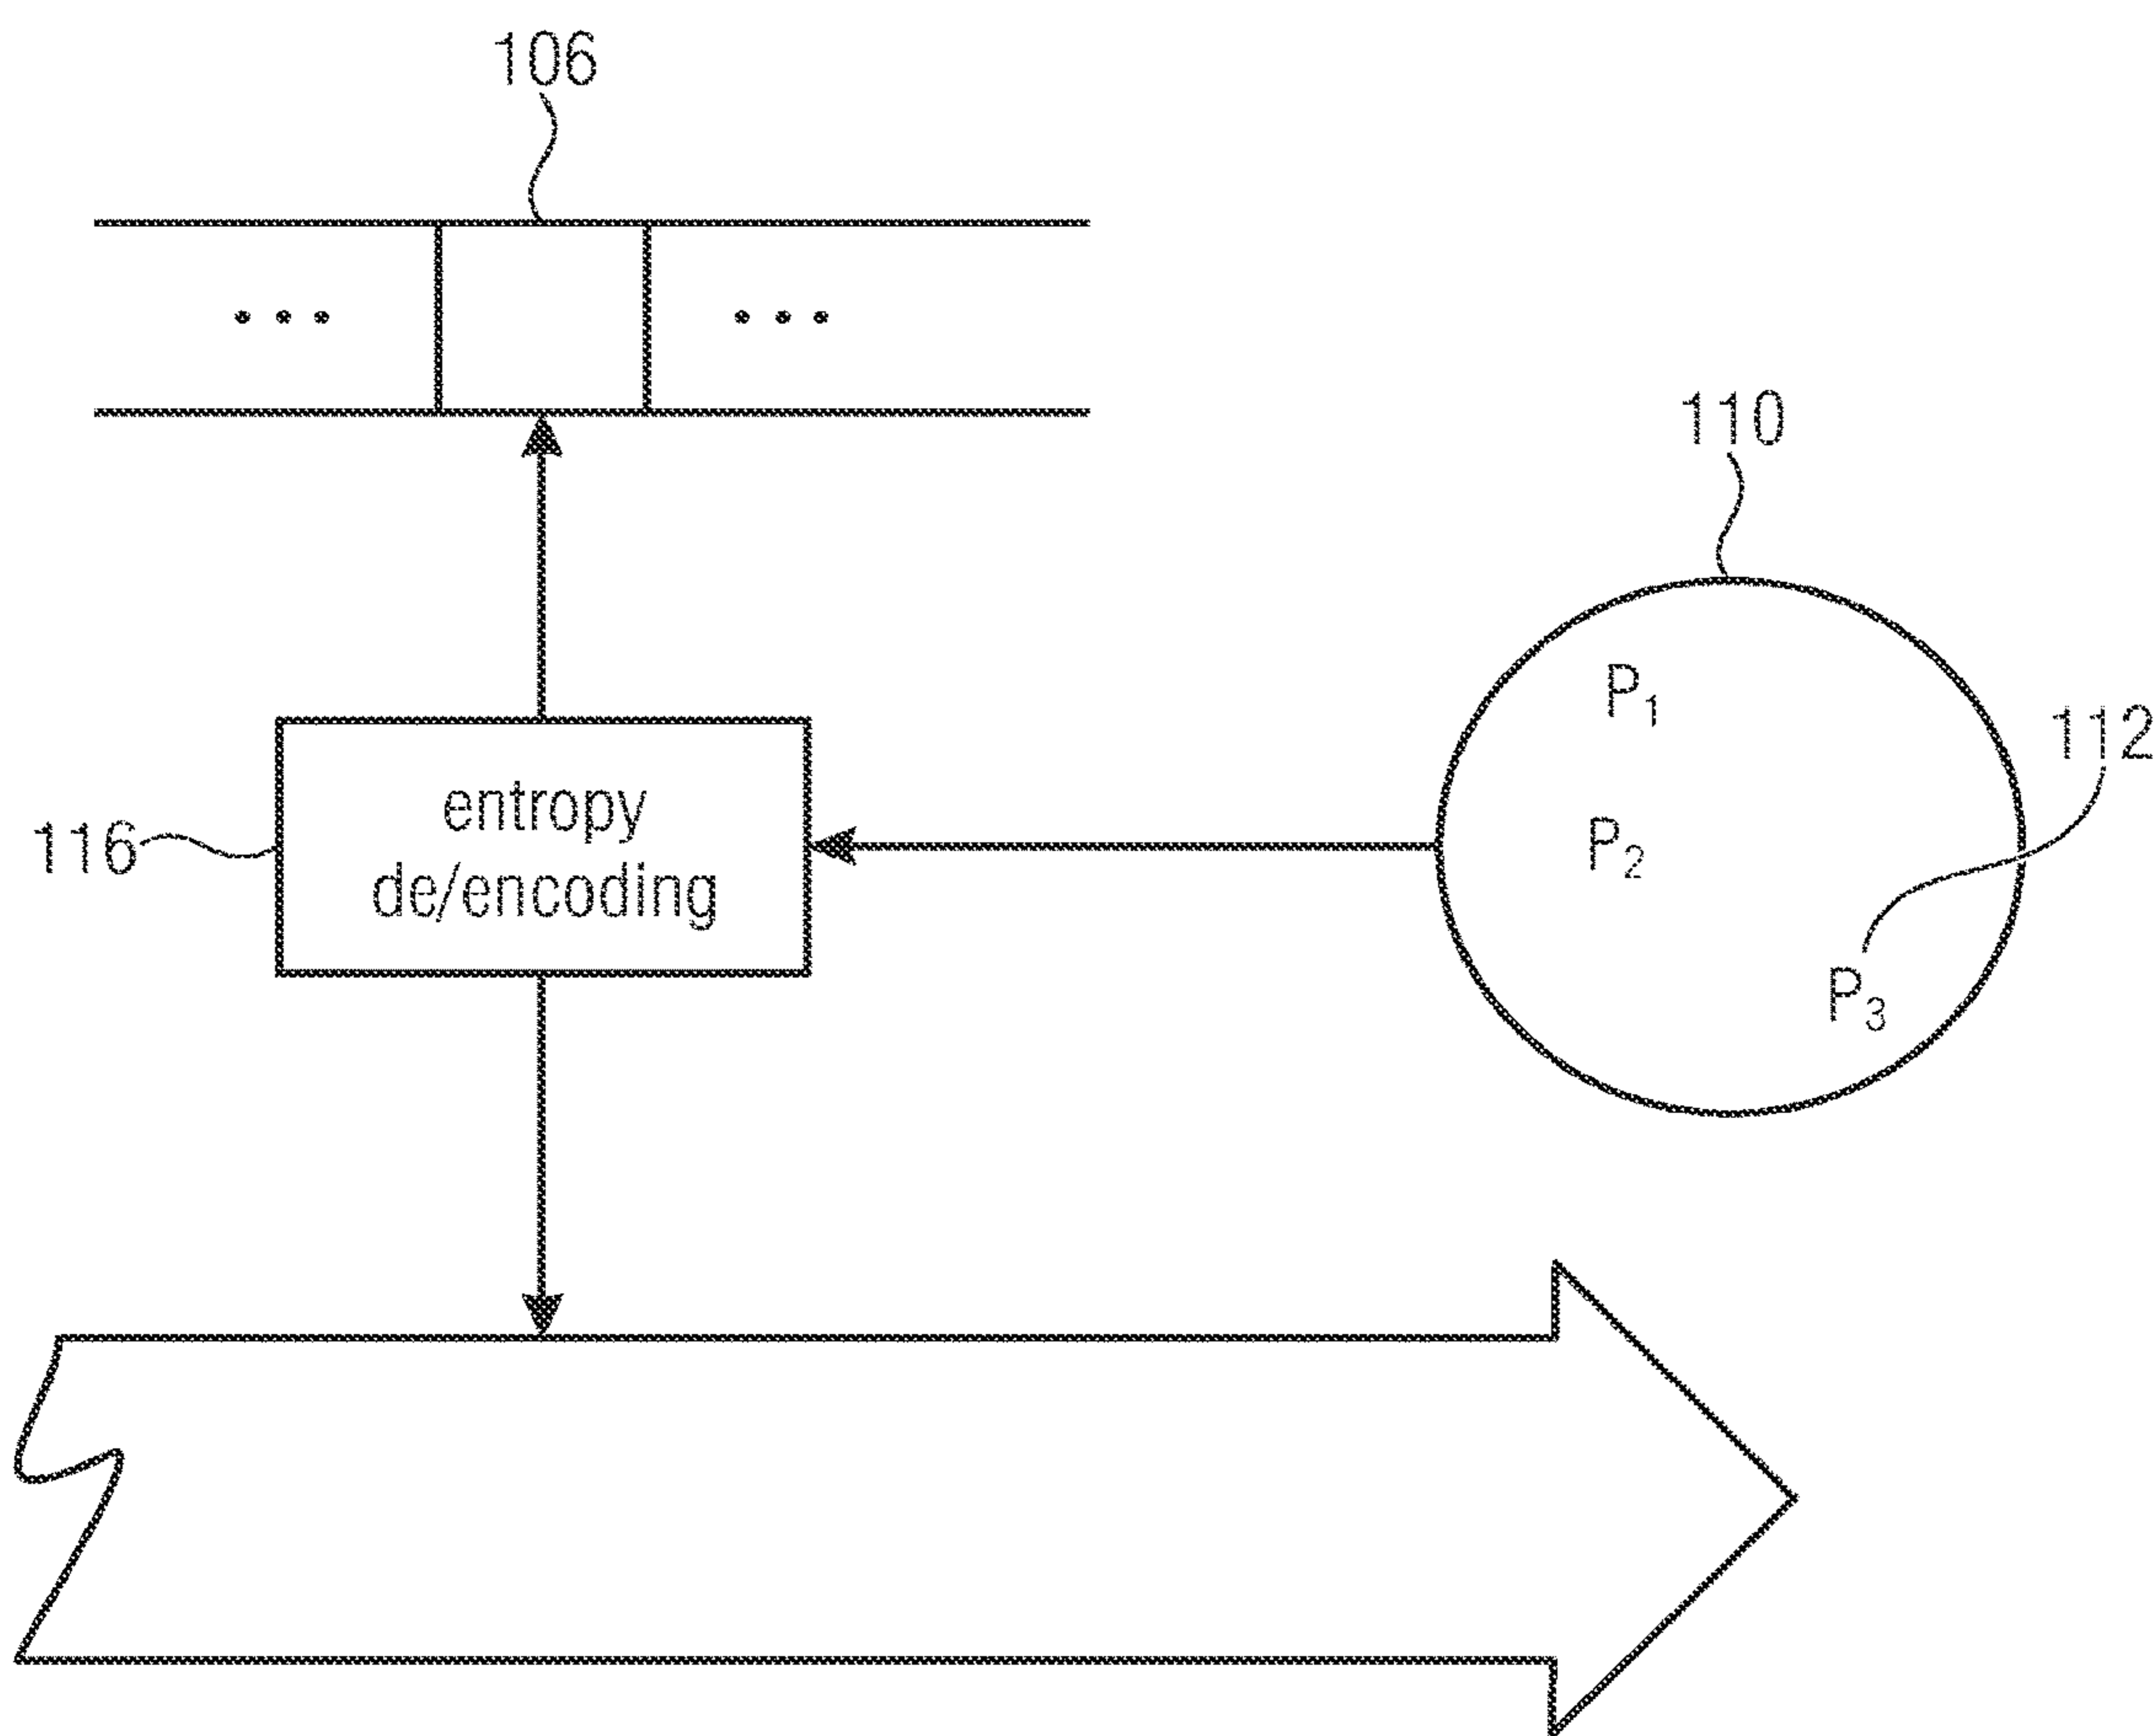 106
...
...
110
P₁
112
116
entropy
de/encoding
P₂
P₃